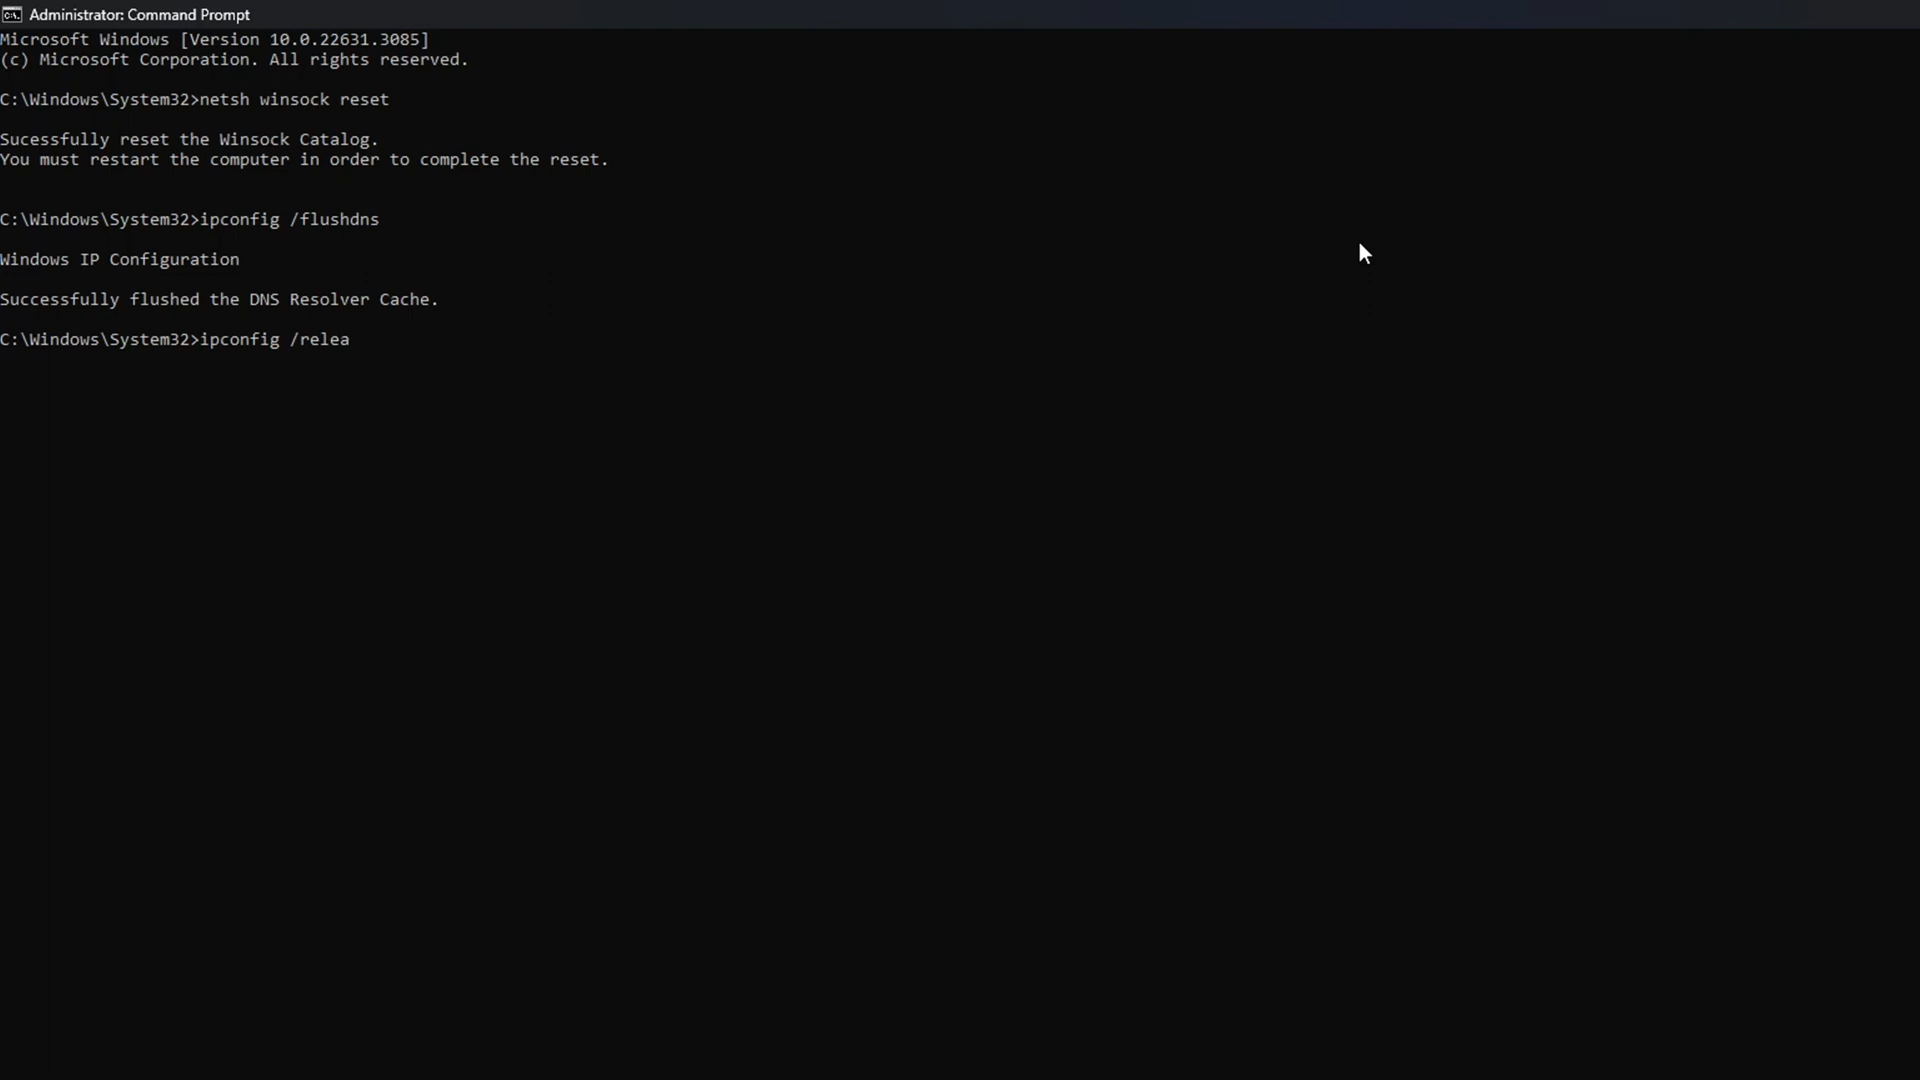 Administrator: Command Prompt
Microsoft Windows [Version 10.0.22631.3085]
(c) Microsoft Corporation. All rights reserved.
C:\Windows\System32>netsh winsock reset
Sucessfully reset the Winsock Catalog.
You must restart the computer in order to complete the reset.
C:\Windows\System32>ipconfig /flushdns
Windows IP Configuration
Successfully flushed the DNS Resolver Cache.
C:\Windows\System32>ipconfig /relea